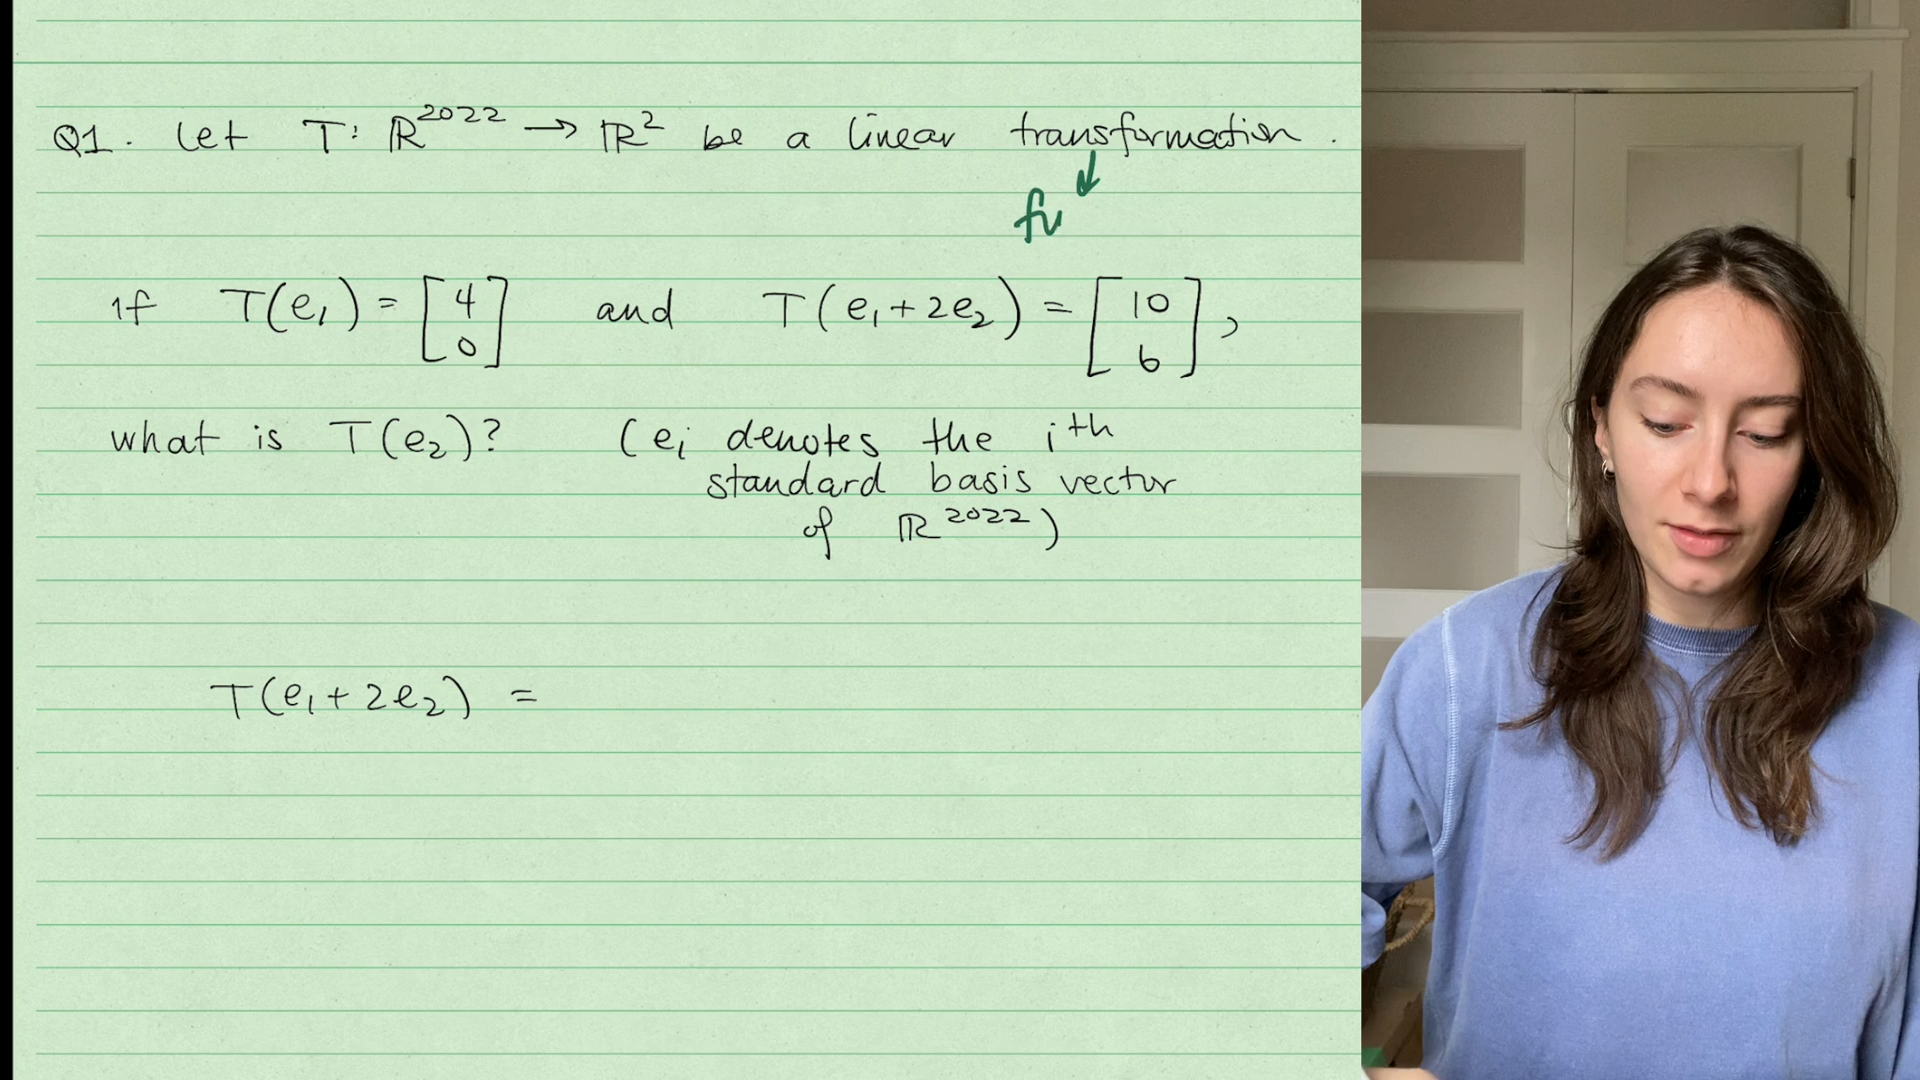 Q1. Let T: ℝ²⁰²² → ℝ² be a linear transformation.
↓
fu
if T(e₁) = [4 0] and T(e₁+2e₂) = [10 6],
what is T(e₂)? (eᵢ denotes the iᵗʰ
standard basis vector
of ℝ²⁰²²)
T(e₁+2e₂) =